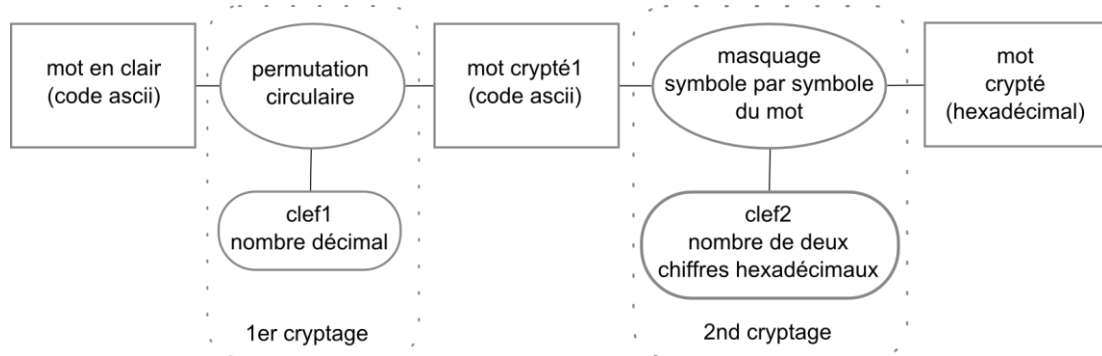 mot en clair
(code ascii)
permutation
circulaire
mot crypté1
(code ascii)
masquage
symbole par symbole
du mot
mot
crypté
(hexadécimal)
clef1
nombre décimal
clef2
nombre de deux
chiffres hexadécimaux
1er cryptage
2nd cryptage